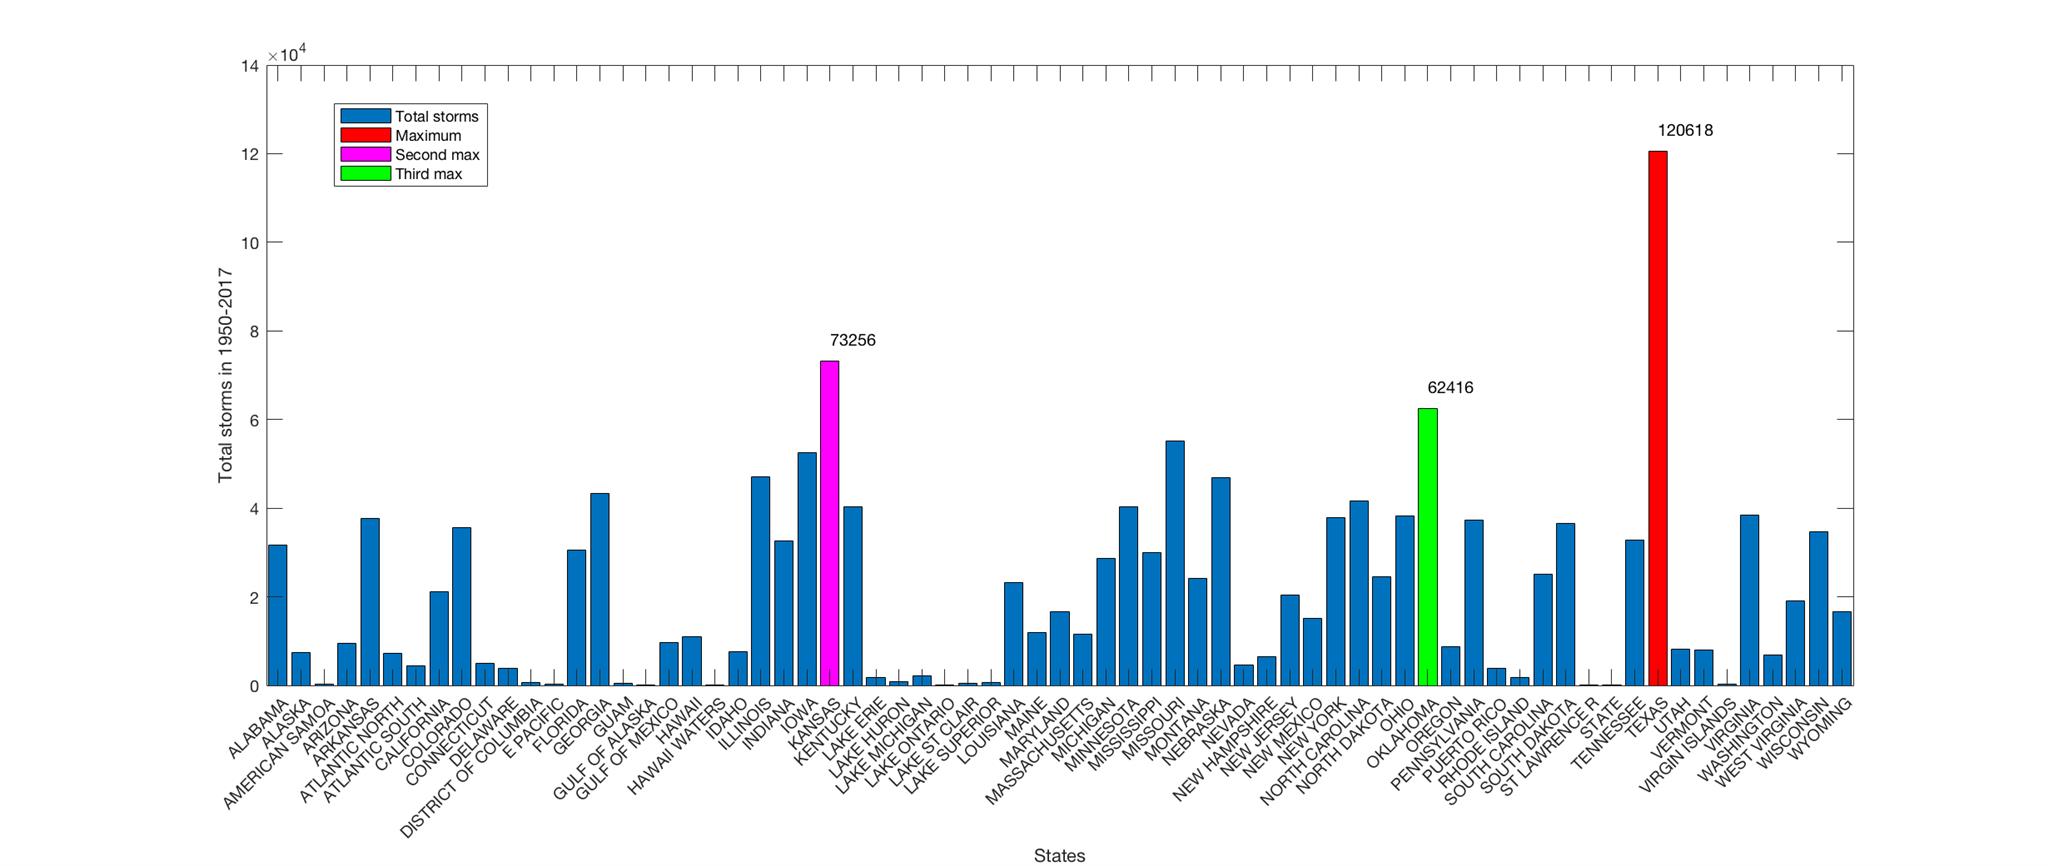 ×10⁴
14
12
10
8
6
4
2
0
Total storms in 1950-2017
Total storms
Maximum
Second max
Third max
73256
62416
120618
ALABAMA
ALASKA
AMERICAN SAMOA
ARIZONA
ARKANSAS
ATLANTIC NORTH
ATLANTIC SOUTH
CALIFORNIA
COLORADO
CONNECTICUT
DELAWARE
DISTRICT OF COLUMBIA
E PACIFIC
FLORIDA
GEORGIA
GUAM
GULF OF ALASKA
GULF OF MEXICO
HAWAII
HAWAII WATERS
IDAHO
ILLINOIS
INDIANA
IOWA
KANSAS
KENTUCKY
LAKE ERIE
LAKE HURON
LAKE MICHIGAN
LAKE ONTARIO
LAKE ST CLAIR
LAKE SUPERIOR
LOUISIANA
MAINE
MARYLAND
MASSACHUSETTS
MICHIGAN
MINNESOTA
MISSISSIPPI
MISSOURI
MONTANA
NEBRASKA
NEVADA
NEW HAMPSHIRE
NEW JERSEY
NEW MEXICO
NEW YORK
NORTH CAROLINA
NORTH DAKOTA
OHIO
OKLAHOMA
OREGON
PENNSYLVANIA
PUERTO RICO
RHODE ISLAND
SOUTH CAROLINA
SOUTH DAKOTA
ST LAWRENCE R
STATE
TENNESSEE
TEXAS
UTAH
VERMONT
VIRGIN ISLANDS
VIRGINIA
WASHINGTON
WEST VIRGINIA
WISCONSIN
WYOMING
States